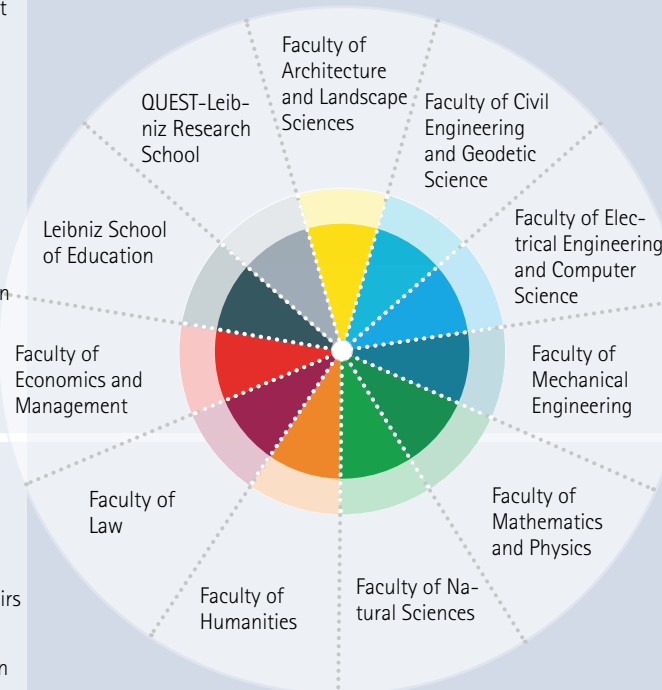 t
Faculty of
Architecture
and Landscape
Sciences
Faculty of Civil
Engineering
and Geodetic
Science
Faculty of Elec-
trical Engineering
and Computer
Science
Faculty of
Mechanical
Engineering
Faculty of
Mathematics
and Physics
Faculty of Na-
tural Sciences
Faculty of
Humanities
Faculty of
Law
Faculty of
Economics and
Management
Leibniz School
of Education
QUEST-Leib-
niz Research
School
n
irs
n